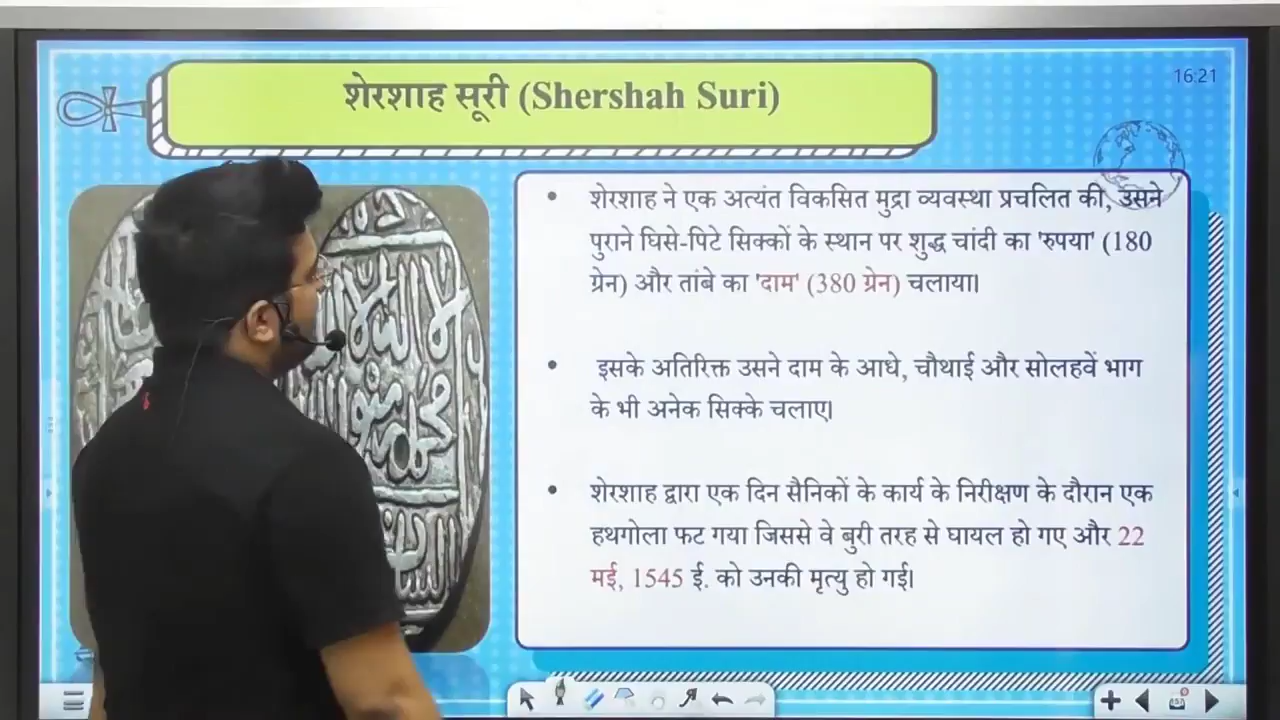 16:21
शेरशाह सूरी (Shershah Suri)
• शेरशाह ने एक अत्यंत विकसित मुद्रा व्यवस्था प्रचलित की, उसने
पुराने घिसे-पिटे सिक्कों के स्थान पर शुद्ध चांदी का 'रुपया' (180
ग्रेन) और तांबे का 'दाम' (380 ग्रेन) चलाया।
• इसके अतिरिक्त उसने दाम के आधे, चौथाई और सोलहवें भाग
के भी अनेक सिक्के चलाए।
• शेरशाह द्वारा एक दिन सैनिकों के कार्य के निरीक्षण के दौरान एक
हथगोला फट गया जिससे वे बुरी तरह से घायल हो गए और 22
मई, 1545 ई. को उनकी मृत्यु हो गई।